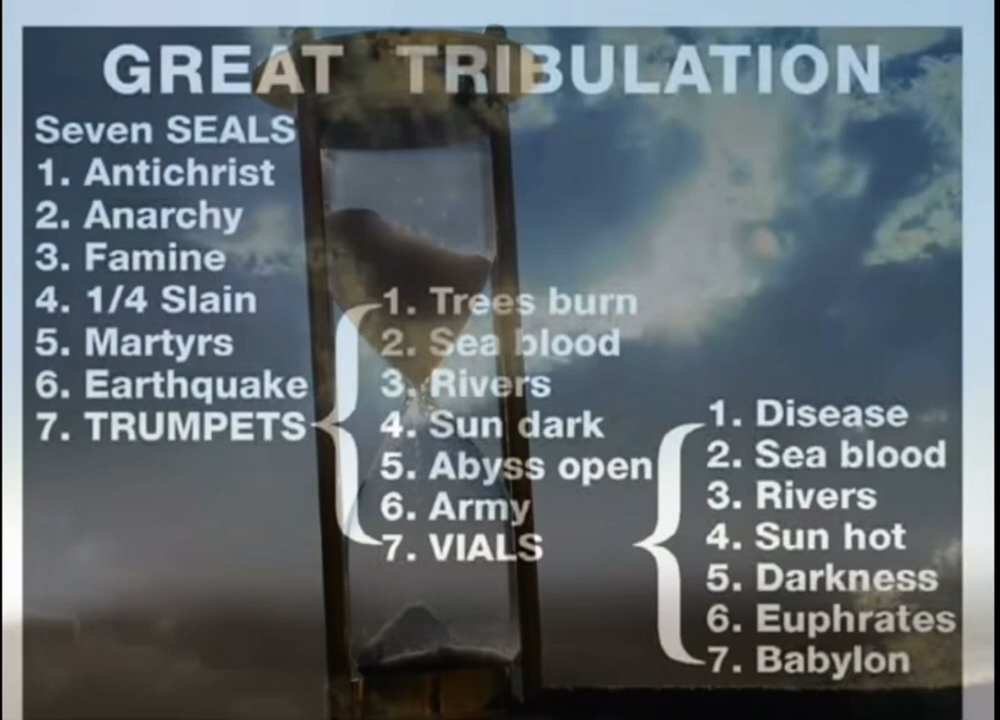 GREAT TRIBULATION
Seven SEALS
1. Antichrist
2. Anarchy
3. Famine
4. 1/4 Slain
5. Martyrs
6. Earthquake
7. TRUMPETS
1. Trees burn
2. Sea blood
3. Rivers
4. Sun dark
5. Abyss open
6. Army
7. VIALS
1. Disease
2. Sea blood
3. Rivers
4. Sun hot
5. Darkness
6. Euphrates
7. Babylon